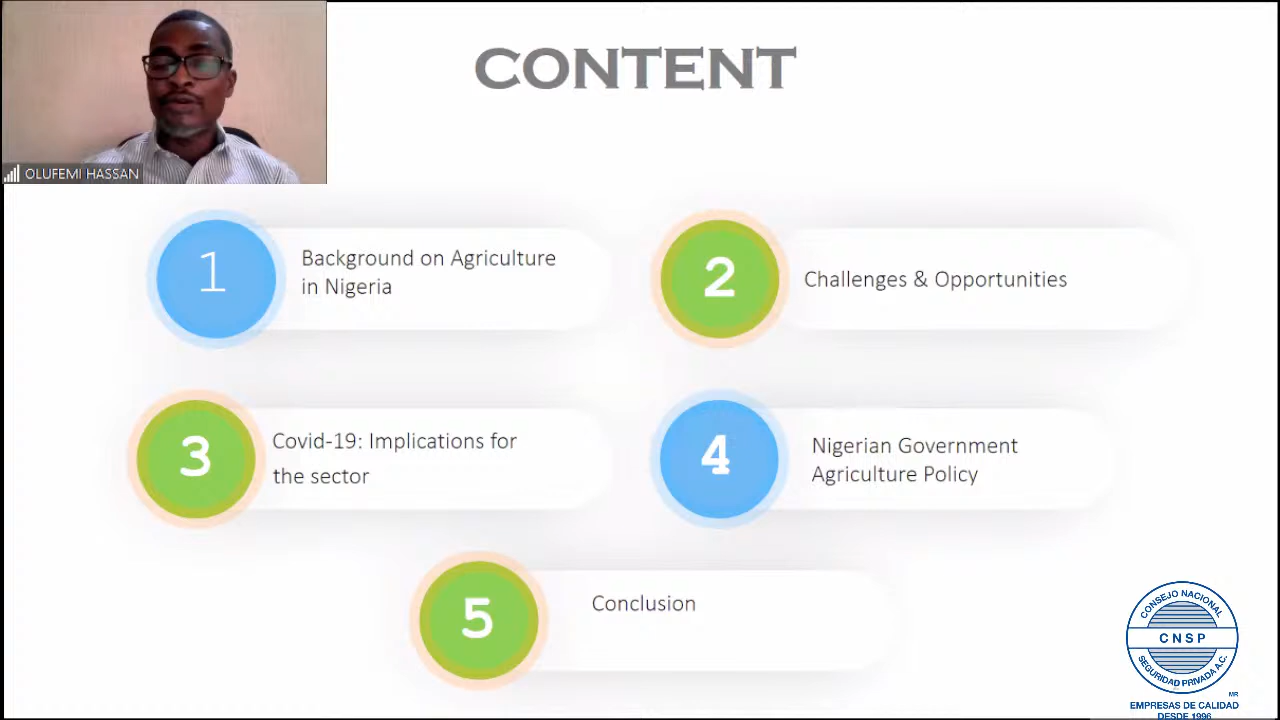 CONTENT
OLUFEMI HASSAN
1
Background on Agriculture
in Nigeria
2
Challenges & Opportunities
3
Covid-19: Implications for
the sector
4
Nigerian Government
Agriculture Policy
5
Conclusion
CONSEJO NACIONAL
CNSP
SEGURIDAD PRIVADA A.C.
MR
EMPRESAS DE CALIDAD
DESDE 1996